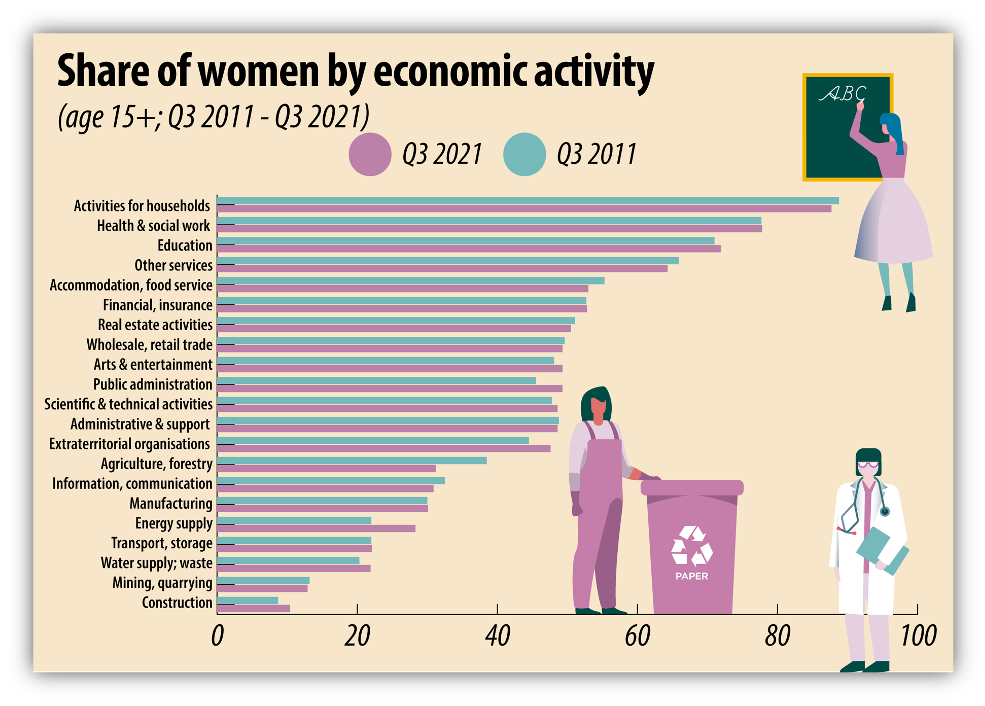 Share of women by economic activity
(age 15+; Q3 2011 - Q3 2021)
ABC
Q3 2021
Q3 2011
Activities for households
Health & social work
Education
Other services
Accommodation, food service
Financial, insurance
Real estate activities
Wholesale, retail trade
Arts & entertainment
Public administration
Scientific & technical activities
Administrative & support
Extraterritorial organisations
Agriculture, forestry
Information, communication
Manufacturing
Energy supply
Transport, storage
Water supply; waste
Mining, quarrying
Construction
PAPER
0 20 40 60 80 100